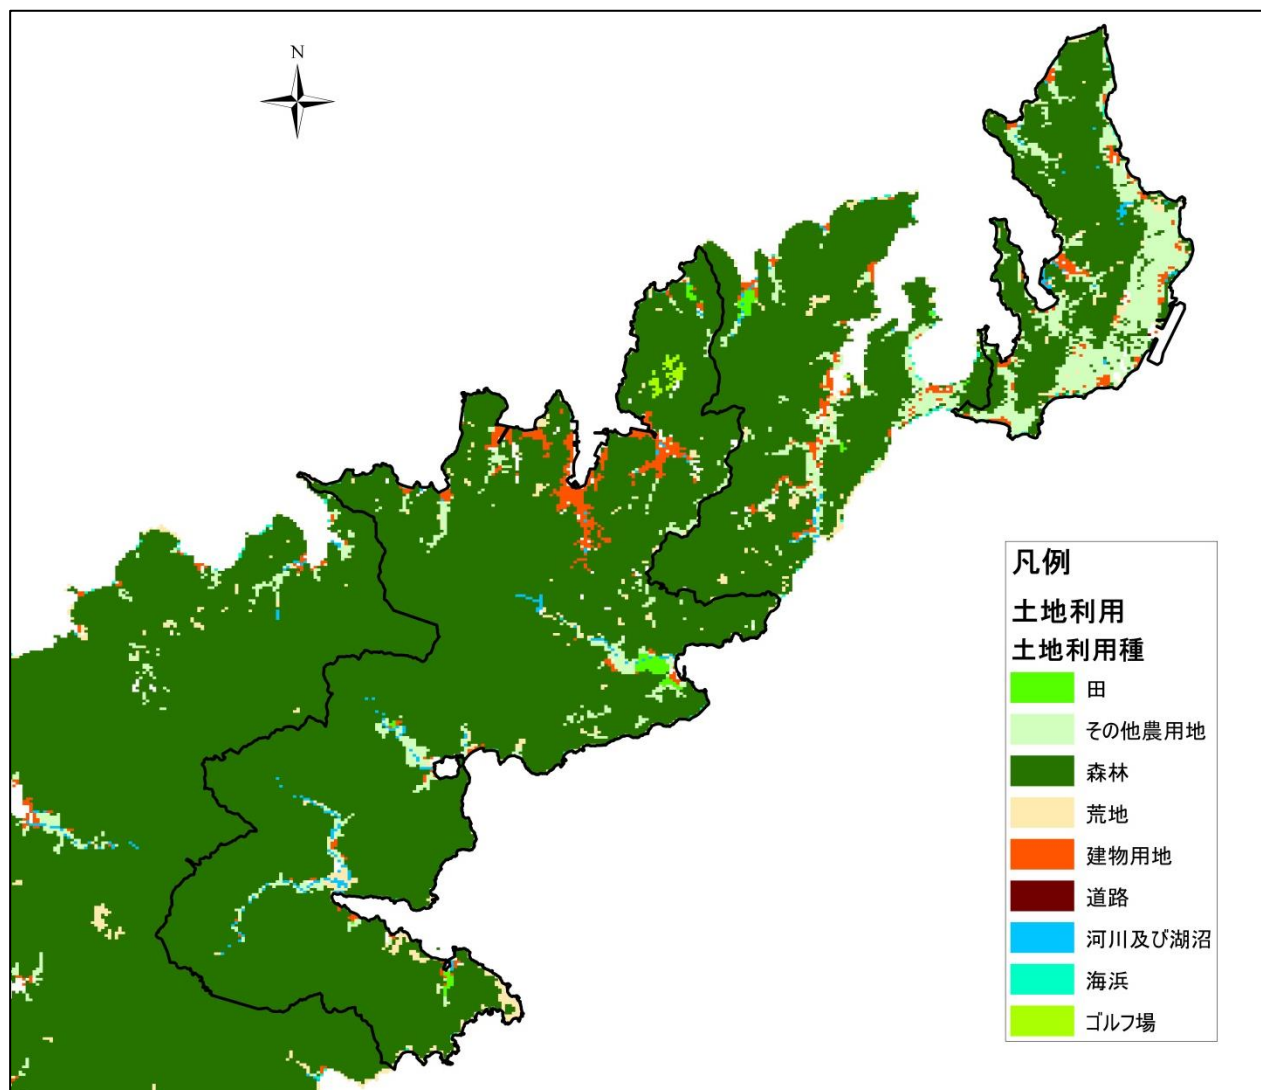 N
凡例
土地利用
土地利用種
田
その他農用地
森林
荒地
建物用地
道路
河川及び湖沼
海浜
ゴルフ場